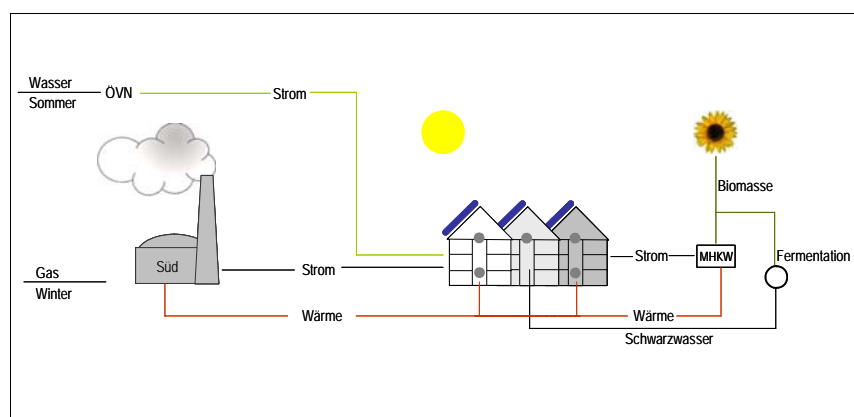 Wasser
Sommer
ÖVN
Strom
Biomasse
Süd
Gas
Winter
Strom
Strom
MHKW
Fermentation
Wärme
Wärme
Schwarzwasser